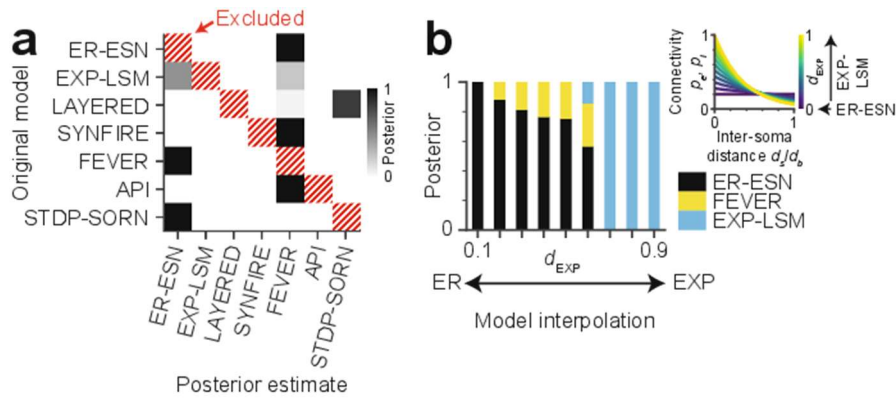 a
Excluded
Original model
ER-ESN
EXP-LSM
LAYERED
SYNFIRE
FEVER
API
STDP-SORN
1
Posterior
0
ER-ESN
EXP-LSM
LAYERED
SYNFIRE
FEVER
API
STDP-SORN
Posterior estimate
b
1
Posterior
0
0.1
d_EXP
0.9
ER
EXP
Model interpolation
1
Connectivity
p_e, p_i
0
0
1
Inter-soma
distance d_s/d_b
1
d_EXP
0
EXP-
LSM
ER-ESN
ER-ESN
FEVER
EXP-LSM